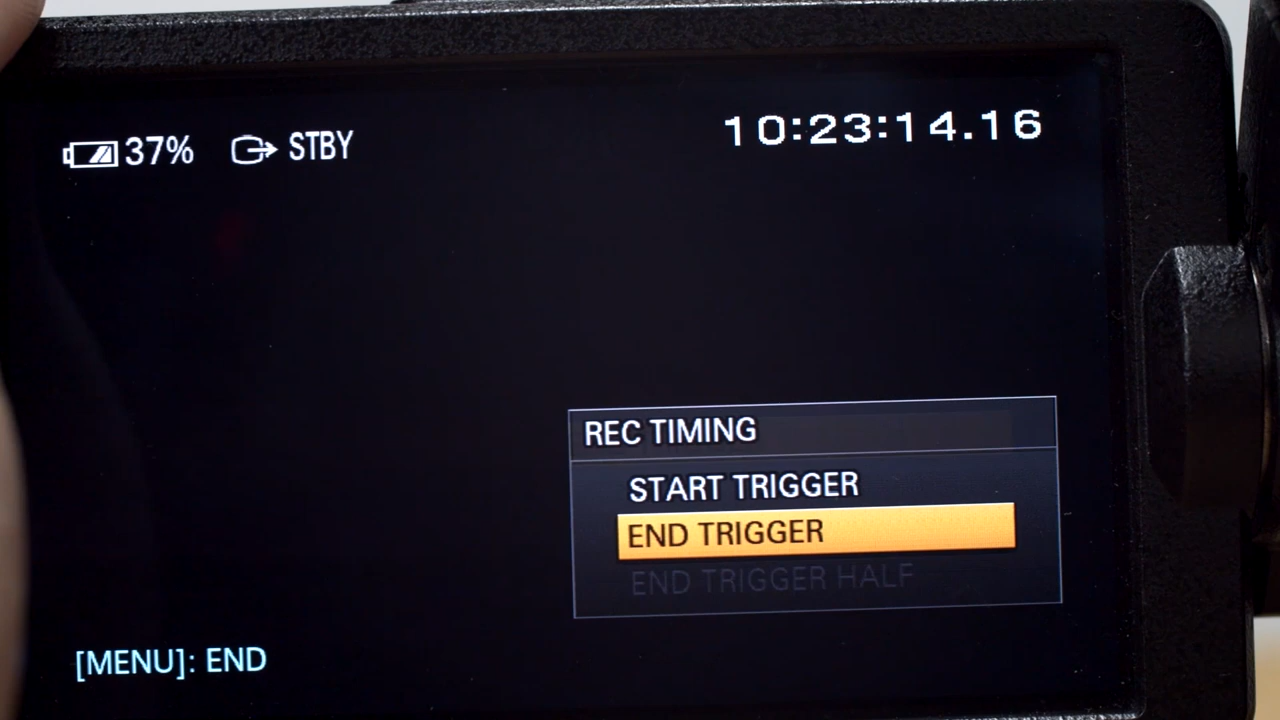 37% STBY 10:23:14.16
REC TIMING
START TRIGGER
END TRIGGER
END TRIGGER HALF
[MENU]: END